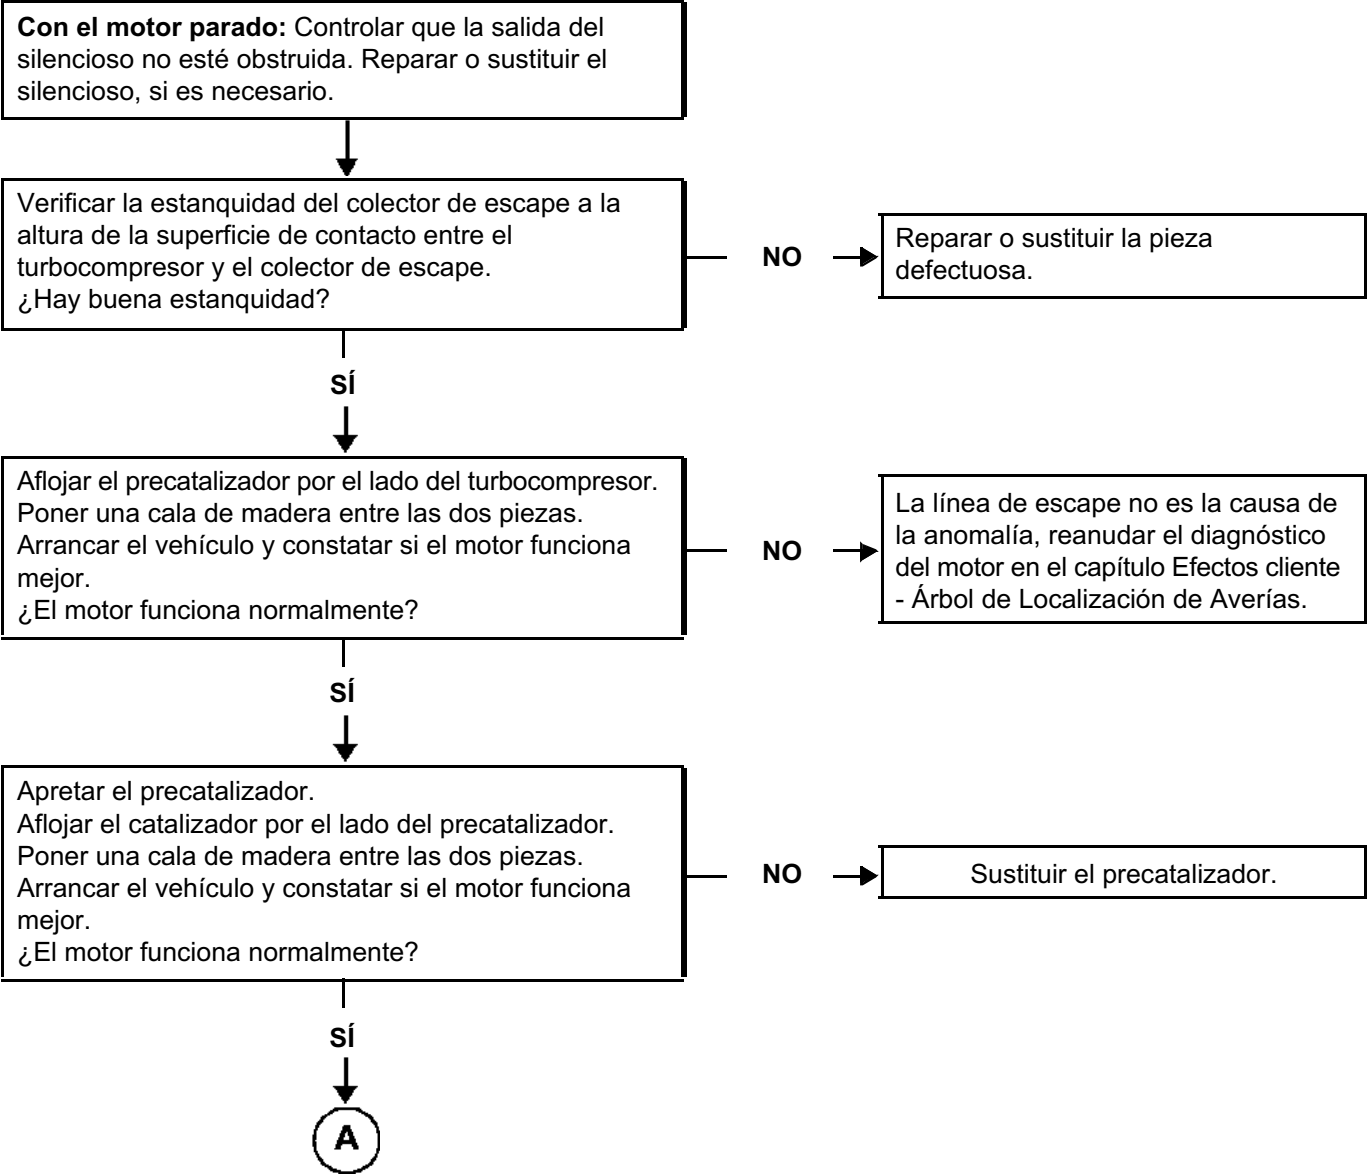 Con el motor parado: Controlar que la salida del
silencioso no esté obstruida. Reparar o sustituir el
silencioso, si es necesario.
Verificar la estanquidad del colector de escape a la
altura de la superficie de contacto entre el
turbocompresor y el colector de escape.
¿Hay buena estanquidad?
NO
Reparar o sustituir la pieza
defectuosa.
SÍ
Aflojar el precatalizador por el lado del turbocompresor.
Poner una cala de madera entre las dos piezas.
Arrancar el vehículo y constatar si el motor funciona
mejor.
¿El motor funciona normalmente?
NO
La línea de escape no es la causa de
la anomalía, reanudar el diagnóstico
del motor en el capítulo Efectos cliente
- Árbol de Localización de Averías.
SÍ
Apretar el precatalizador.
Aflojar el catalizador por el lado del precatalizador.
Poner una cala de madera entre las dos piezas.
Arrancar el vehículo y constatar si el motor funciona
mejor.
¿El motor funciona normalmente?
NO
Sustituir el precatalizador.
SÍ
A